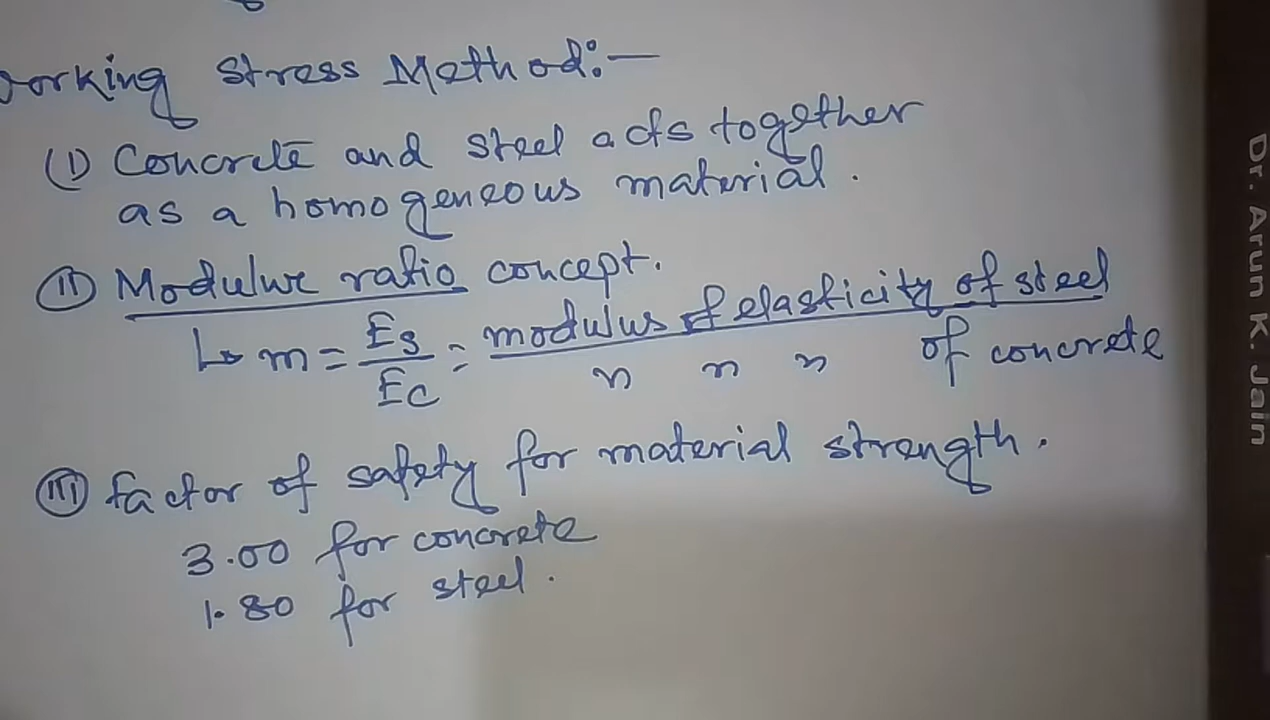 Working Stress Method:—
(I) Concrete and steel acts together
as a homogeneous material.
(II) Modulur ratio concept.
↳ m = Es/Ec = modulus of elasticity of steel
" " " of concrete
(III) factor of safety for material strength.
3.00 for concrete
1.80 for steel.
Dr. Arun K. Jain